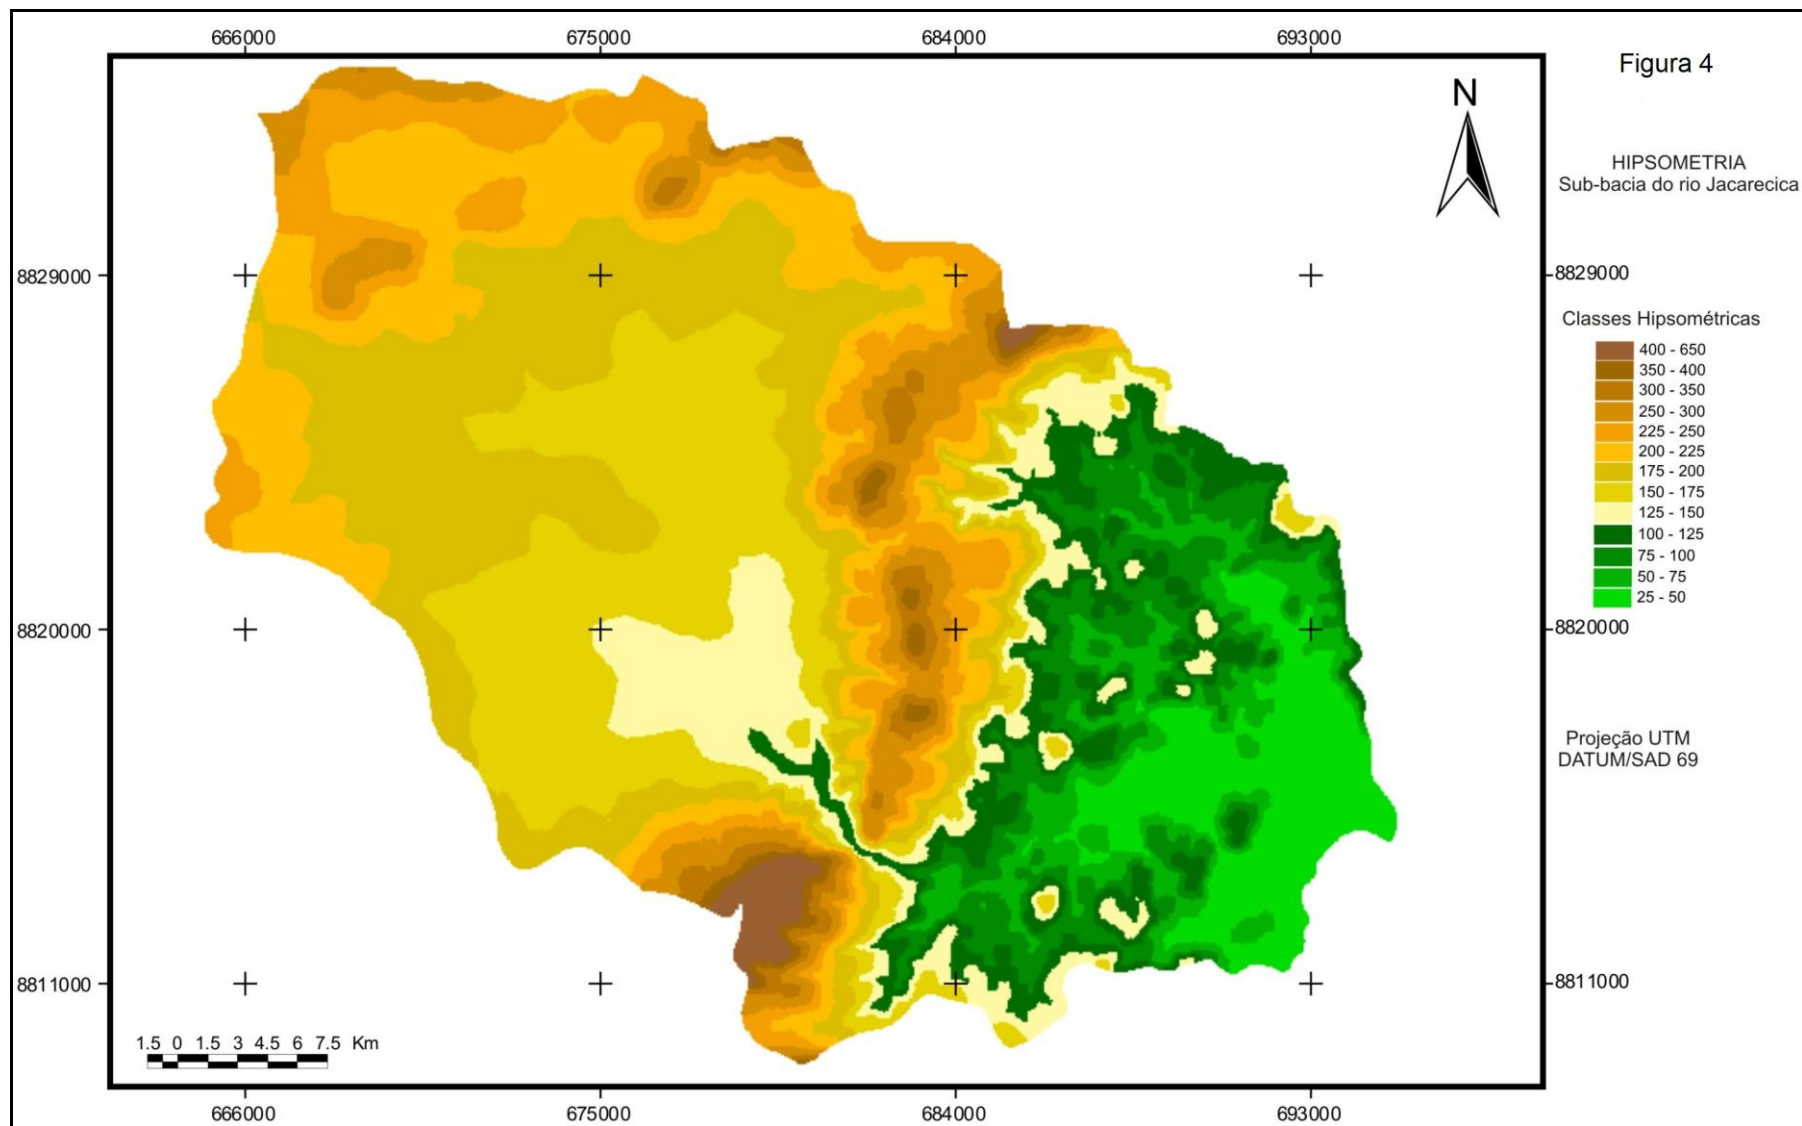 666000 675000 684000 693000
Figura 4
N
HIPSOMETRIA
Sub-bacia do rio Jacarecica
8829000 8829000
Classes Hipsométricas
400 - 650
350 - 400
300 - 350
250 - 300
225 - 250
200 - 225
175 - 200
150 - 175
125 - 150
100 - 125
75 - 100
50 - 75
25 - 50
8820000 8820000
Projeção UTM
DATUM/SAD 69
8811000 8811000
1.5 0 1.5 3 4.5 6 7.5 Km
666000 675000 684000 693000